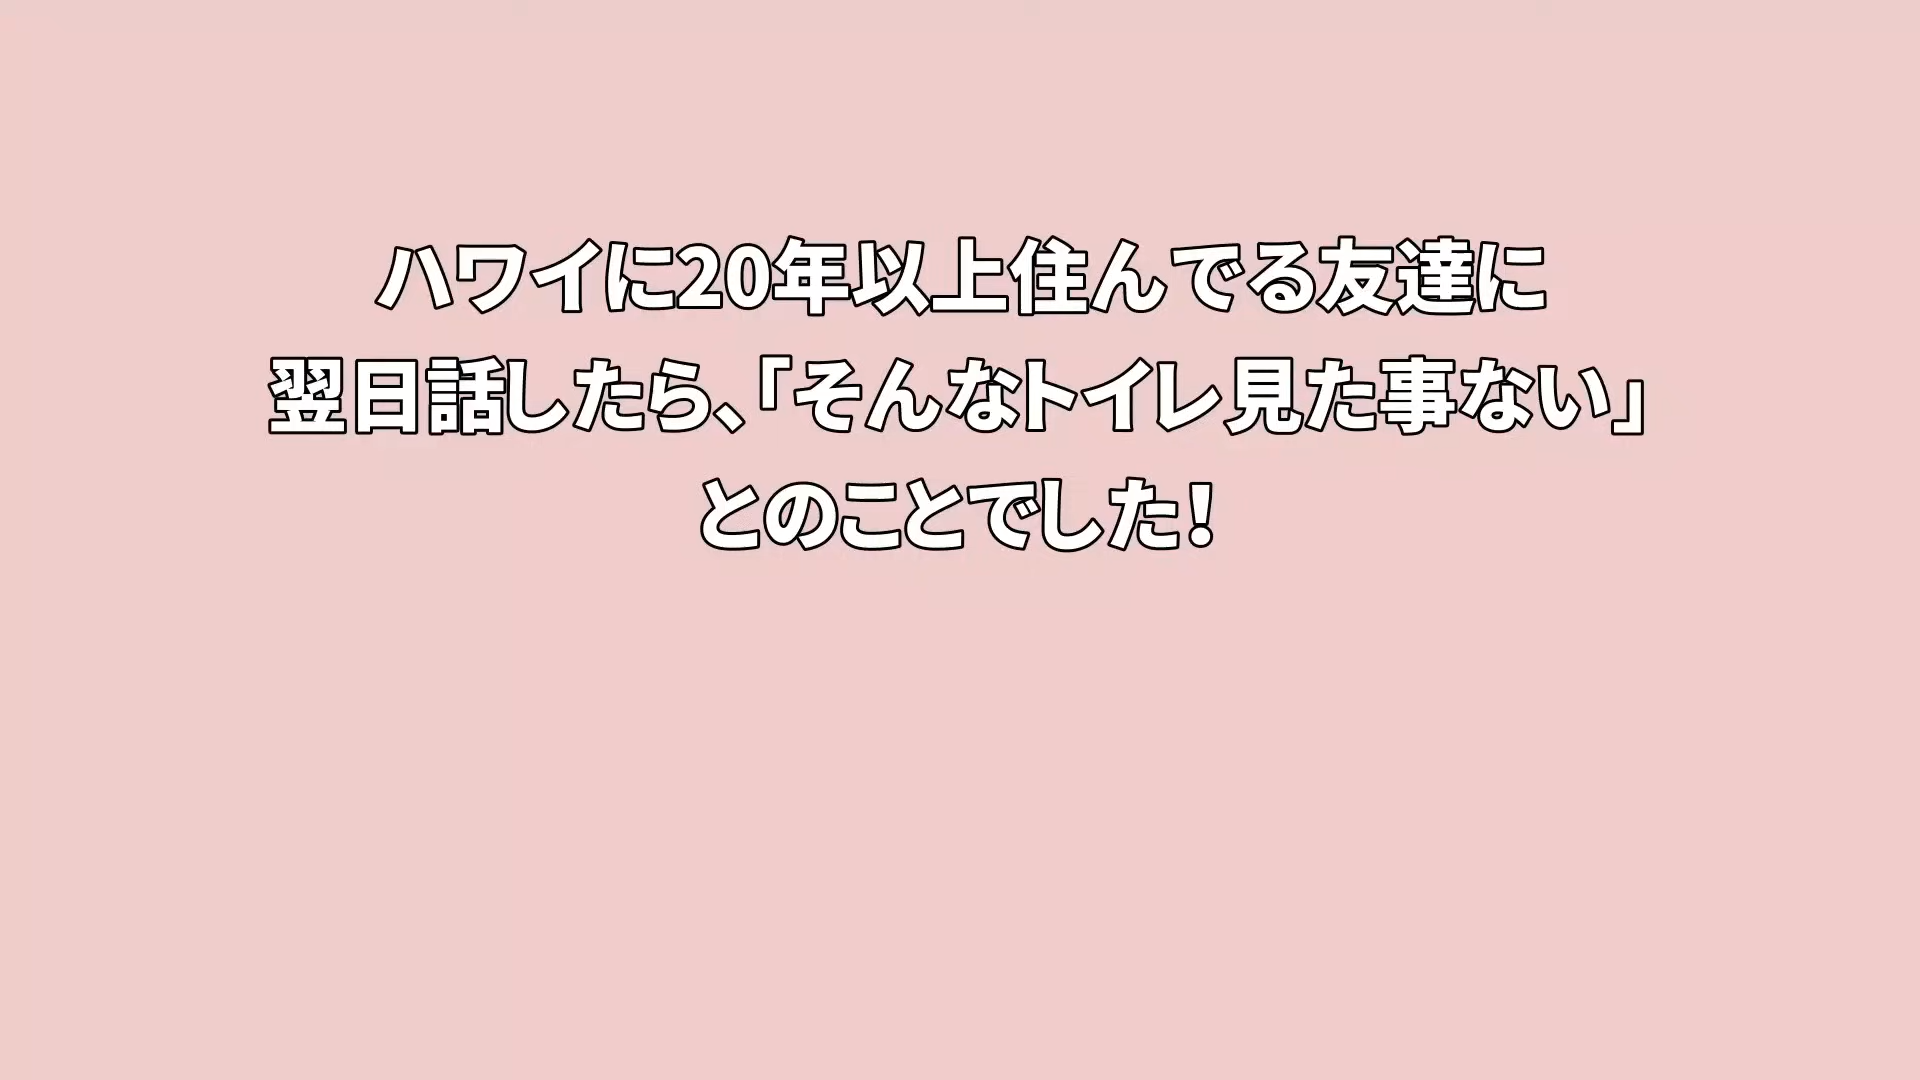 ハワイに20年以上住んでる友達に
翌日話したら、「そんなトイレ見た事ない」
とのことでした！